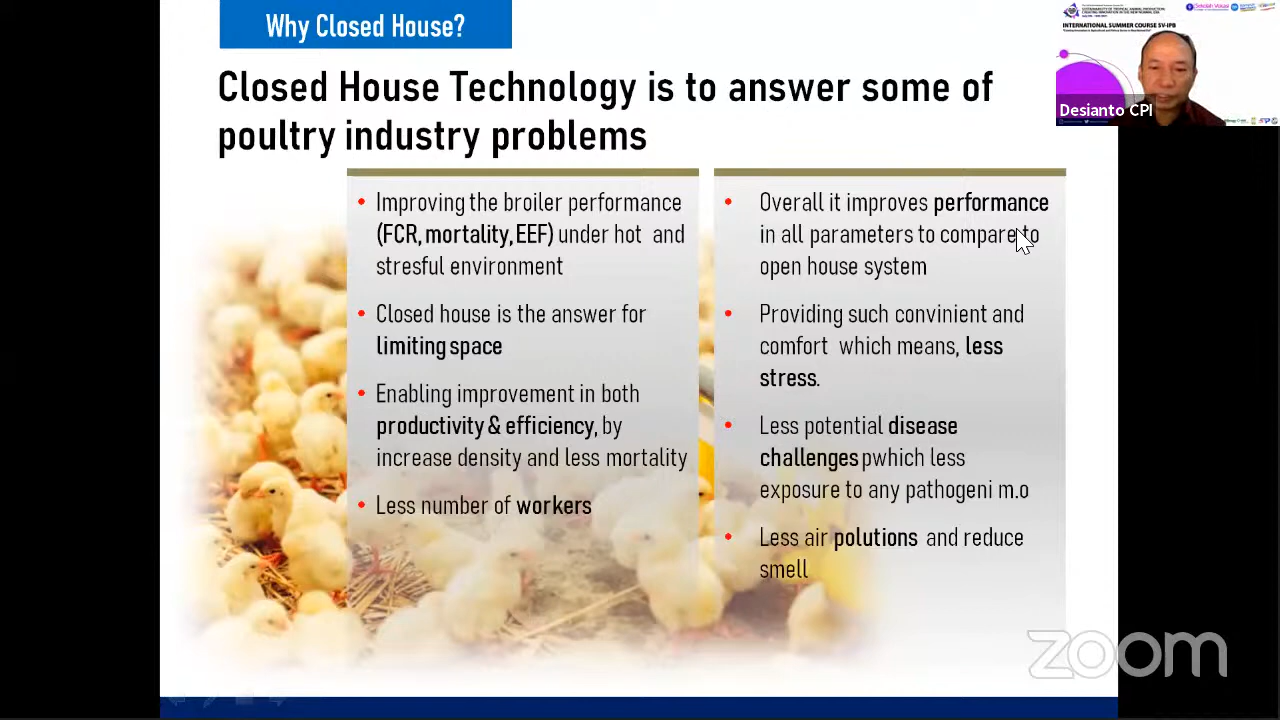 Why Closed House?
Closed House Technology is to answer some of
poultry industry problems
Improving the broiler performance
(FCR, mortality, EEF) under hot and
stresful environment
Closed house is the answer for
limiting space
Enabling improvement in both
productivity & efficiency, by
increase density and less mortality
Less number of workers
Overall it improves performance
in all parameters to compare to
open house system
Providing such convinient and
comfort which means, less
stress.
Less potential disease
challenges pwhich less
exposure to any pathogeni m.o
Less air polutions and reduce
smell
INTERNATIONAL SUMMER COURSE SV-IPB
Desianto CPI
zoom